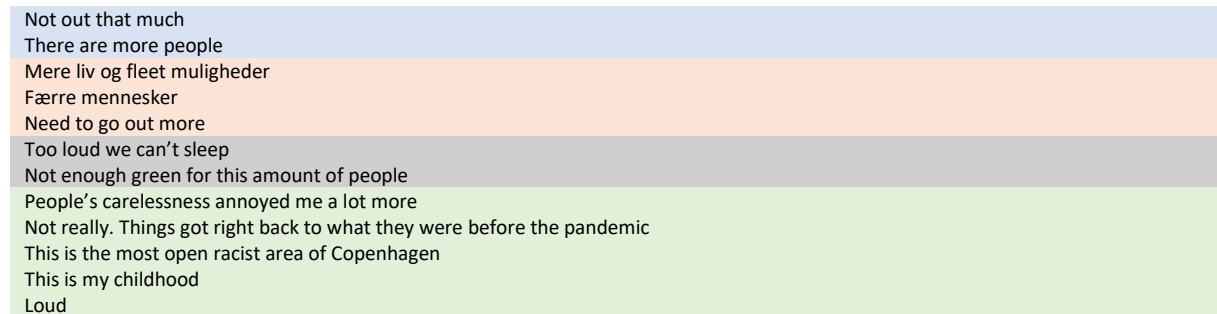 Not out that much
There are more people
Mere liv og fleet muligheder
Færre mennesker
Need to go out more
Too loud we can’t sleep
Not enough green for this amount of people
People’s carelessness annoyed me a lot more
Not really. Things got right back to what they were before the pandemic
This is the most open racist area of Copenhagen
This is my childhood
Loud